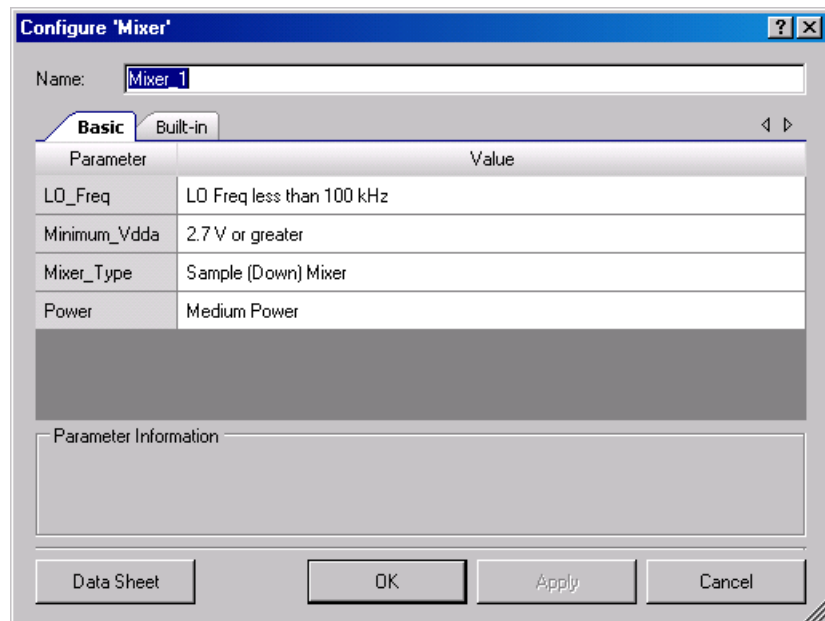 Configure 'Mixer'
Name: Mixer_1
Basic Built-in
Parameter Value
LO_Freq LO Freq less than 100 kHz
Minimum_Vdda 2.7 V or greater
Mixer_Type Sample (Down) Mixer
Power Medium Power
Parameter Information
Data Sheet OK Apply Cancel